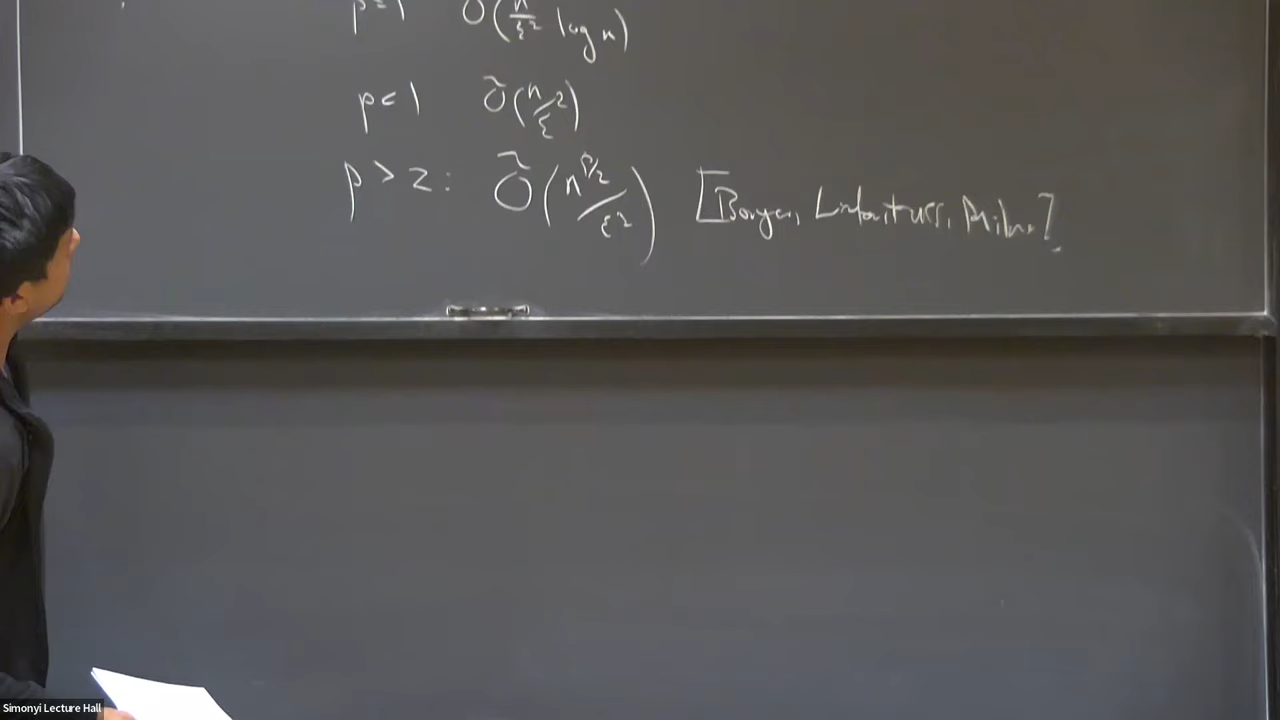 p=1 O(n/ε² log n)
p<1 Õ(n/ε²)
p>2: Õ(n^{p/2}/ε²) [Bourgain, Lindenstrauss, Milman]
Simonyi Lecture Hall